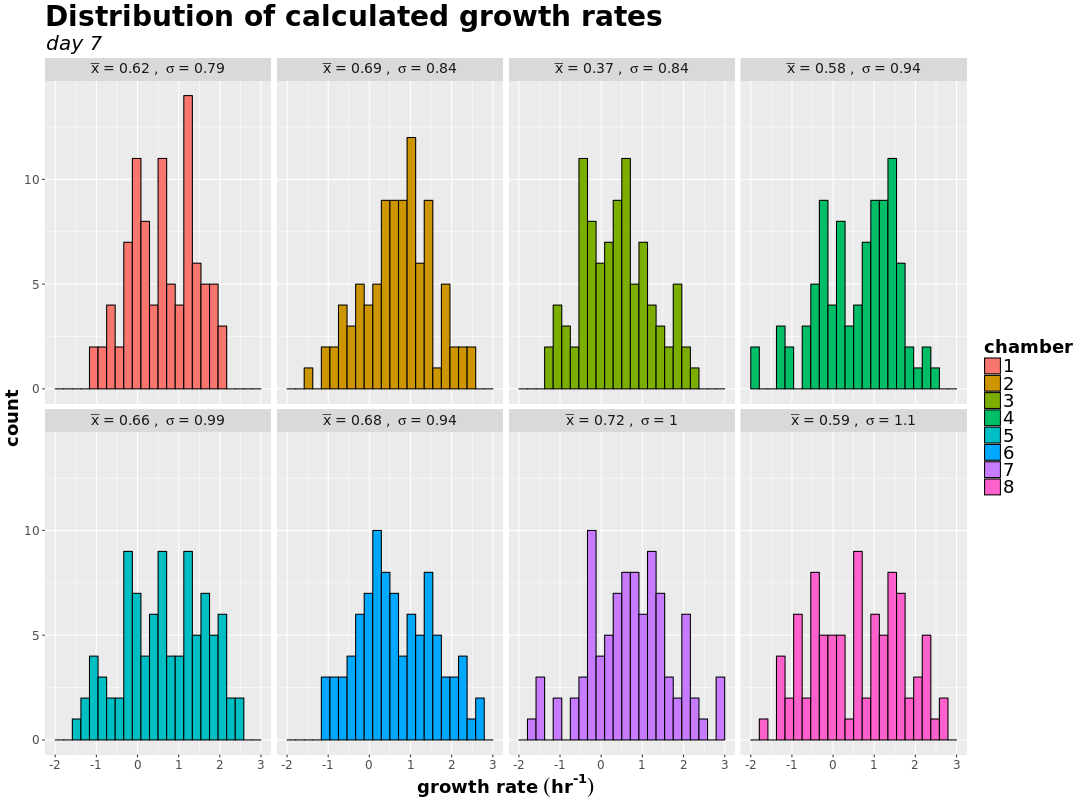 Distribution of calculated growth rates
day 7
x̅ = 0.62 , σ = 0.79
x̅ = 0.69 , σ = 0.84
x̅ = 0.37 , σ = 0.84
x̅ = 0.58 , σ = 0.94
10
5
0
x̅ = 0.66 , σ = 0.99
x̅ = 0.68 , σ = 0.94
x̅ = 0.72 , σ = 1
x̅ = 0.59 , σ = 1.1
10
5
0
-2 -1 0 1 2 3
-2 -1 0 1 2 3
-2 -1 0 1 2 3
-2 -1 0 1 2 3
count
growth rate (hr⁻¹)
chamber
1
2
3
4
5
6
7
8